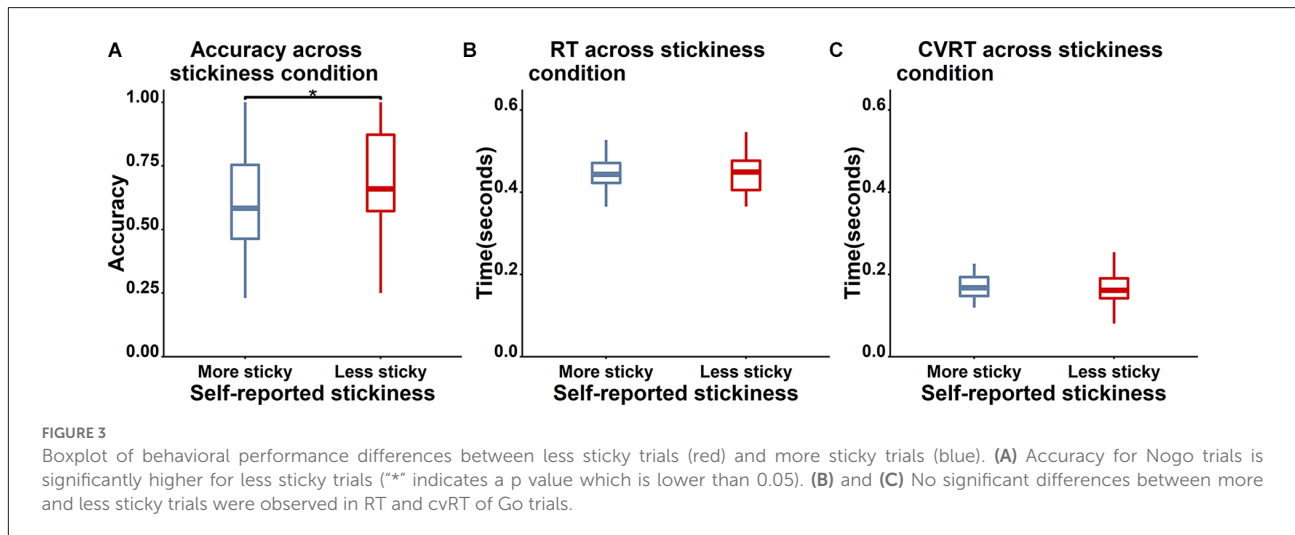 A
Accuracy across
stickiness condition
*
1.00
0.75
0.50
0.25
0.00
Accuracy
More sticky
Less sticky
Self-reported stickiness
B
RT across stickiness
condition
0.6
0.4
0.2
0.0
Time(seconds)
More sticky
Less sticky
Self-reported stickiness
C
CVRT across stickiness
condition
0.6
0.4
0.2
0.0
Time(seconds)
More sticky
Less sticky
Self-reported stickiness
FIGURE 3
Boxplot of behavioral performance differences between less sticky trials (red) and more sticky trials (blue). (A) Accuracy for Nogo trials is
significantly higher for less sticky trials ("*" indicates a p value which is lower than 0.05). (B) and (C) No significant differences between more
and less sticky trials were observed in RT and cvRT of Go trials.